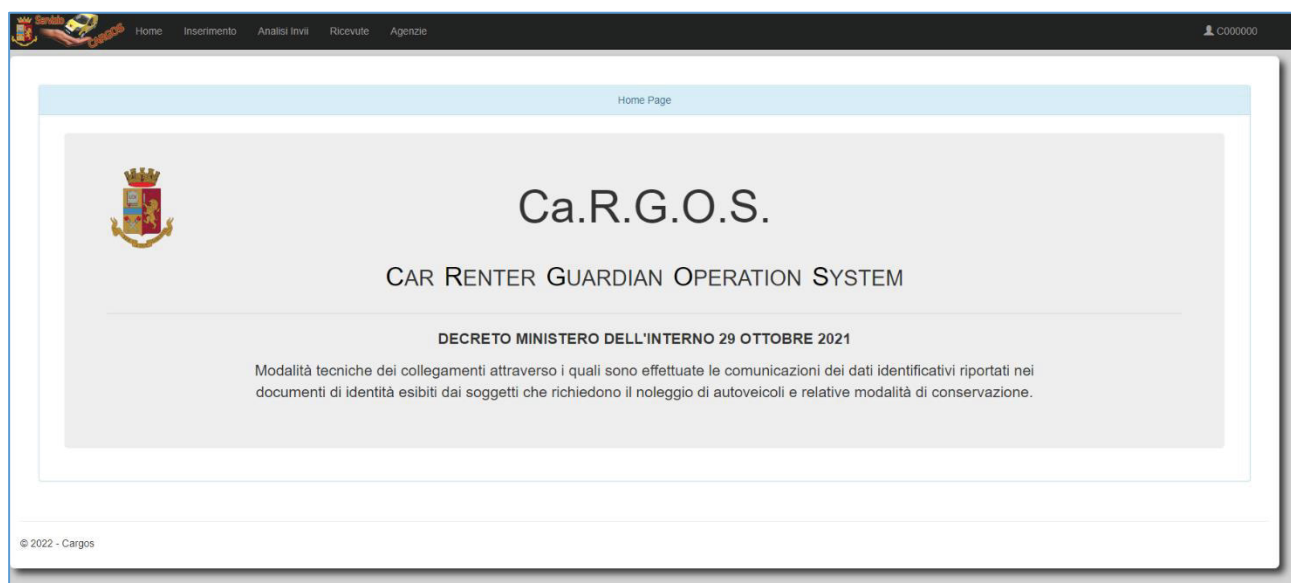 Servizio
CARGOS
Home Inserimento Analisi Invii Ricevute Agenzie C000000
Home Page
Ca.R.G.O.S.
CAR RENTER GUARDIAN OPERATION SYSTEM
DECRETO MINISTERO DELL'INTERNO 29 OTTOBRE 2021
Modalità tecniche dei collegamenti attraverso i quali sono effettuate le comunicazioni dei dati identificativi riportati nei
documenti di identità esibiti dai soggetti che richiedono il noleggio di autoveicoli e relative modalità di conservazione.
© 2022 - Cargos